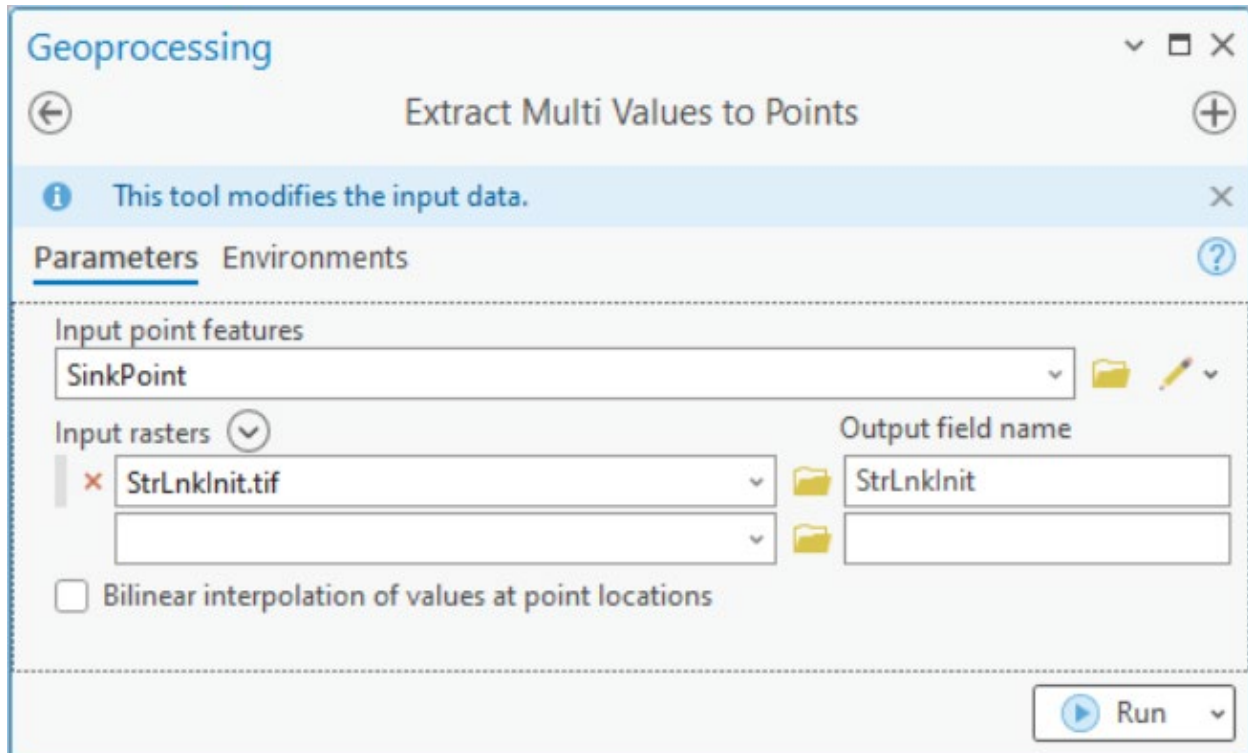 Geoprocessing
Extract Multi Values to Points
This tool modifies the input data.
Parameters Environments
Input point features
SinkPoint
Input rasters Output field name
StrLnkInit.tif StrLnkInit
Bilinear interpolation of values at point locations
Run